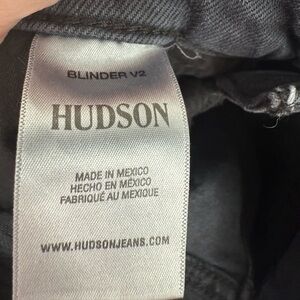 BLINDER V2
HUDSON
MADE IN MEXICO
HECHO EN MÉXICO
FABRIQUÉ AU MEXIQUE
WWW.HUDSONJEANS.COM